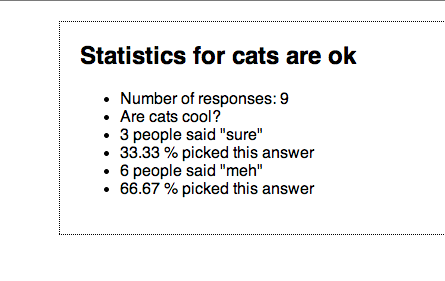 Statistics for cats are ok
Number of responses: 9
Are cats cool?
3 people said "sure"
33.33 % picked this answer
6 people said "meh"
66.67 % picked this answer